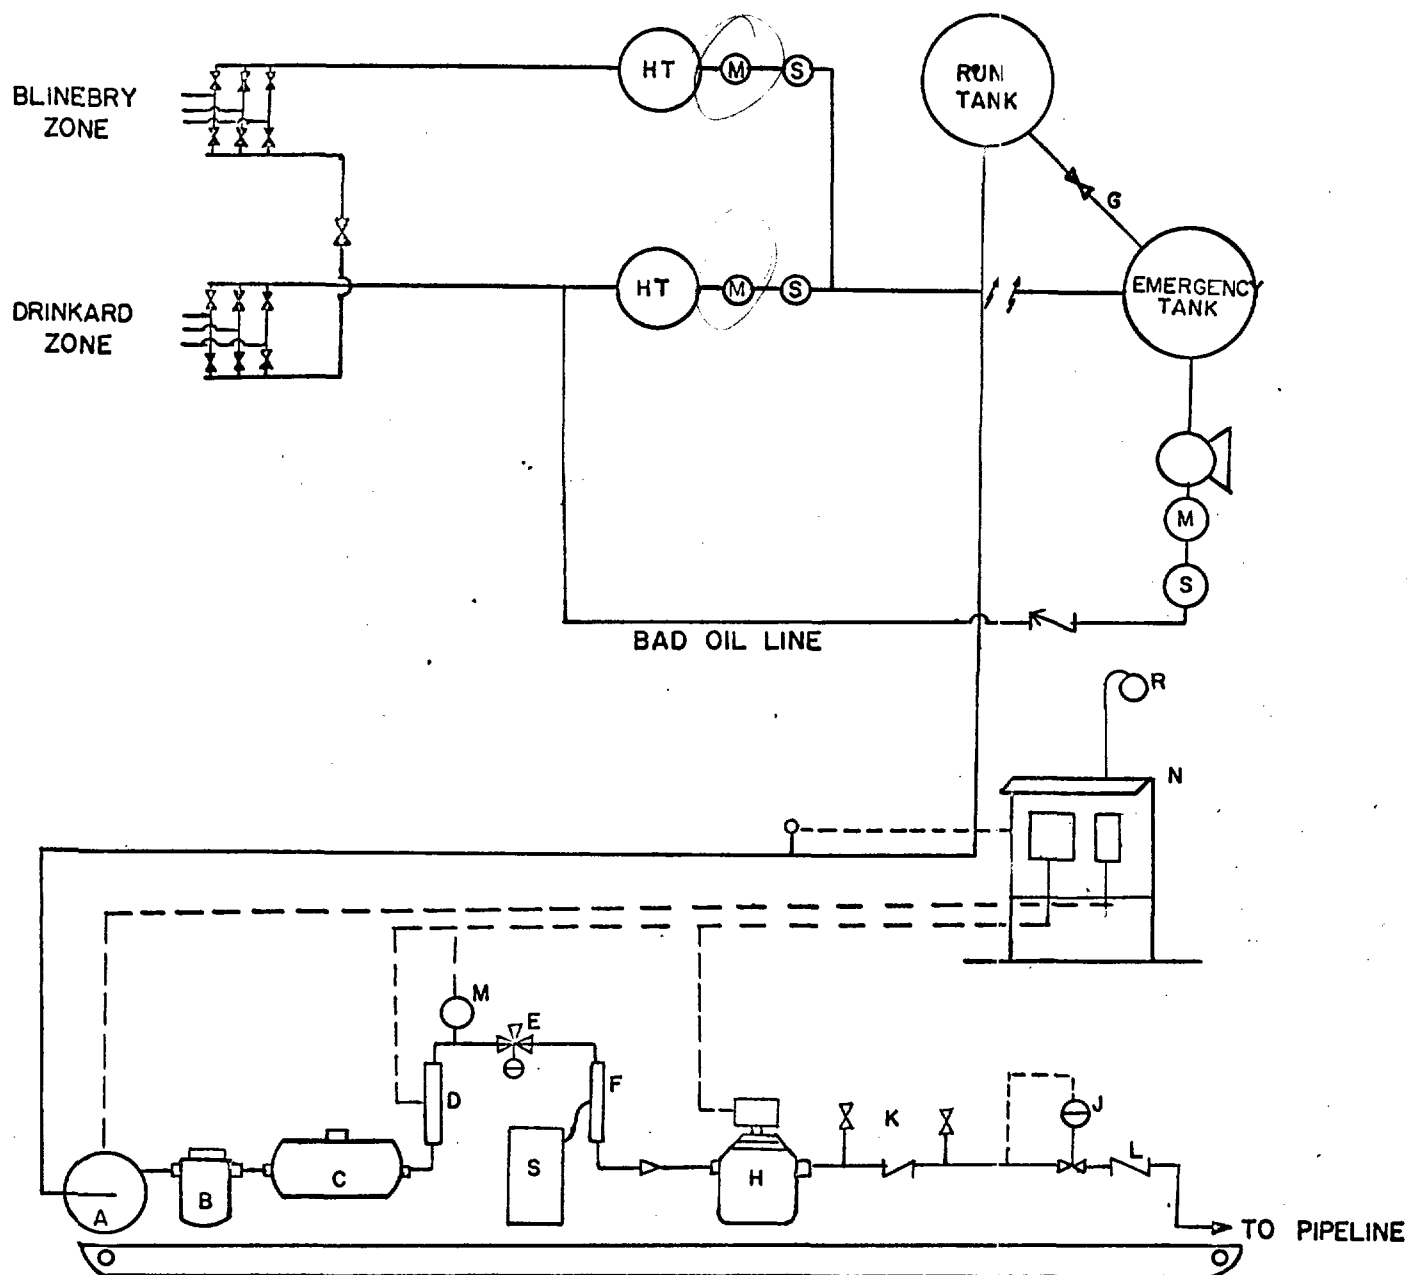 HT
M
S
RUN
TANK
BLINEBRY
ZONE
G
EMERGENCY
TANK
HT
M
S
DRINKARD
ZONE
M
S
BAD OIL LINE
R
N
M
E
D
F
K
J
S
H
L
C
B
A
TO PIPELINE